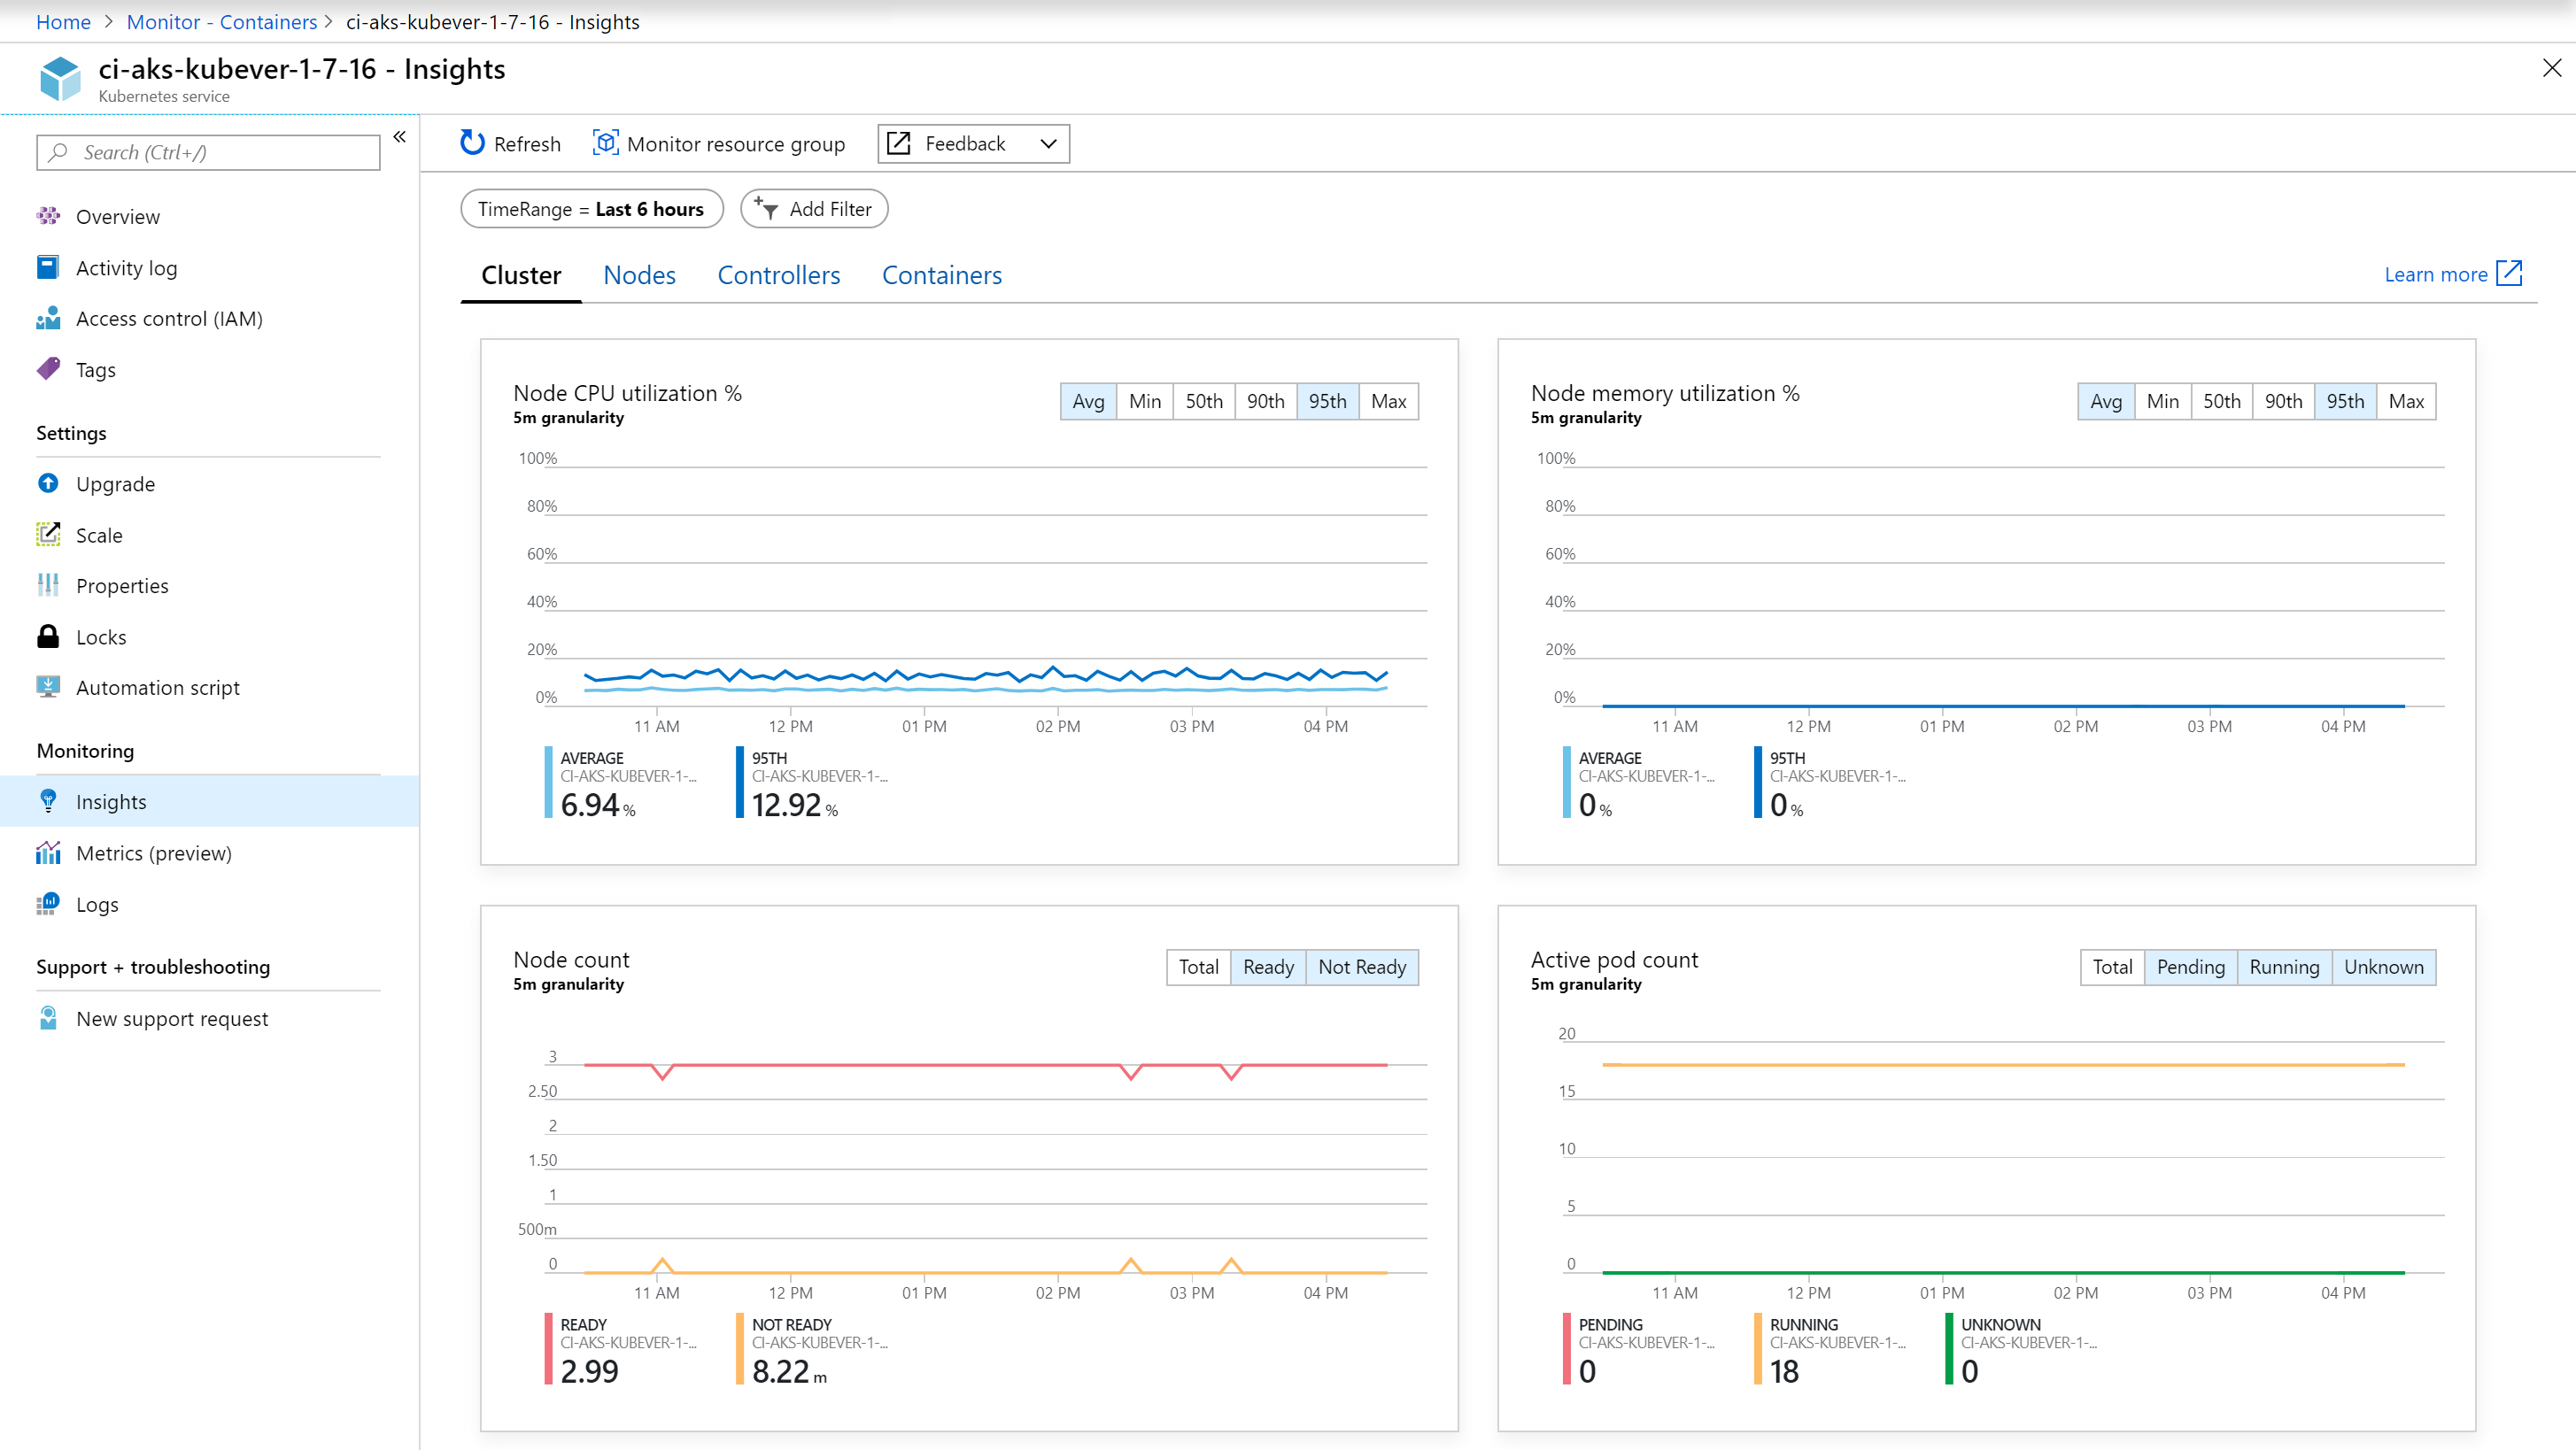 Home > Monitor - Containers > ci-aks-kubever-1-7-16 - Insights
ci-aks-kubever-1-7-16 - Insights
Kubernetes service
Search (Ctrl+/)
«
Overview
Activity log
Access control (IAM)
Tags
Settings
Upgrade
Scale
Properties
Locks
Automation script
Monitoring
Insights
Metrics (preview)
Logs
Support + troubleshooting
New support request
Refresh Monitor resource group Feedback
TimeRange = Last 6 hours Add Filter
Cluster Nodes Controllers Containers Learn more
Node CPU utilization %
5m granularity
Avg Min 50th 90th 95th Max
100%
80%
60%
40%
20%
0%
11 AM 12 PM 01 PM 02 PM 03 PM 04 PM
AVERAGE
CI-AKS-KUBEVER-1-...
6.94 %
95TH
CI-AKS-KUBEVER-1-...
12.92 %
Node memory utilization %
5m granularity
Avg Min 50th 90th 95th Max
100%
80%
60%
40%
20%
0%
11 AM 12 PM 01 PM 02 PM 03 PM 04 PM
AVERAGE
CI-AKS-KUBEVER-1-...
0 %
95TH
CI-AKS-KUBEVER-1-...
0 %
Node count
5m granularity
Total Ready Not Ready
3
2.50
2
1.50
1
500m
0
11 AM 12 PM 01 PM 02 PM 03 PM 04 PM
READY
CI-AKS-KUBEVER-1-...
2.99
NOT READY
CI-AKS-KUBEVER-1-...
8.22 m
Active pod count
5m granularity
Total Pending Running Unknown
20
15
10
5
0
11 AM 12 PM 01 PM 02 PM 03 PM 04 PM
PENDING
CI-AKS-KUBEVER-1-...
0
RUNNING
CI-AKS-KUBEVER-1-...
18
UNKNOWN
CI-AKS-KUBEVER-1-...
0